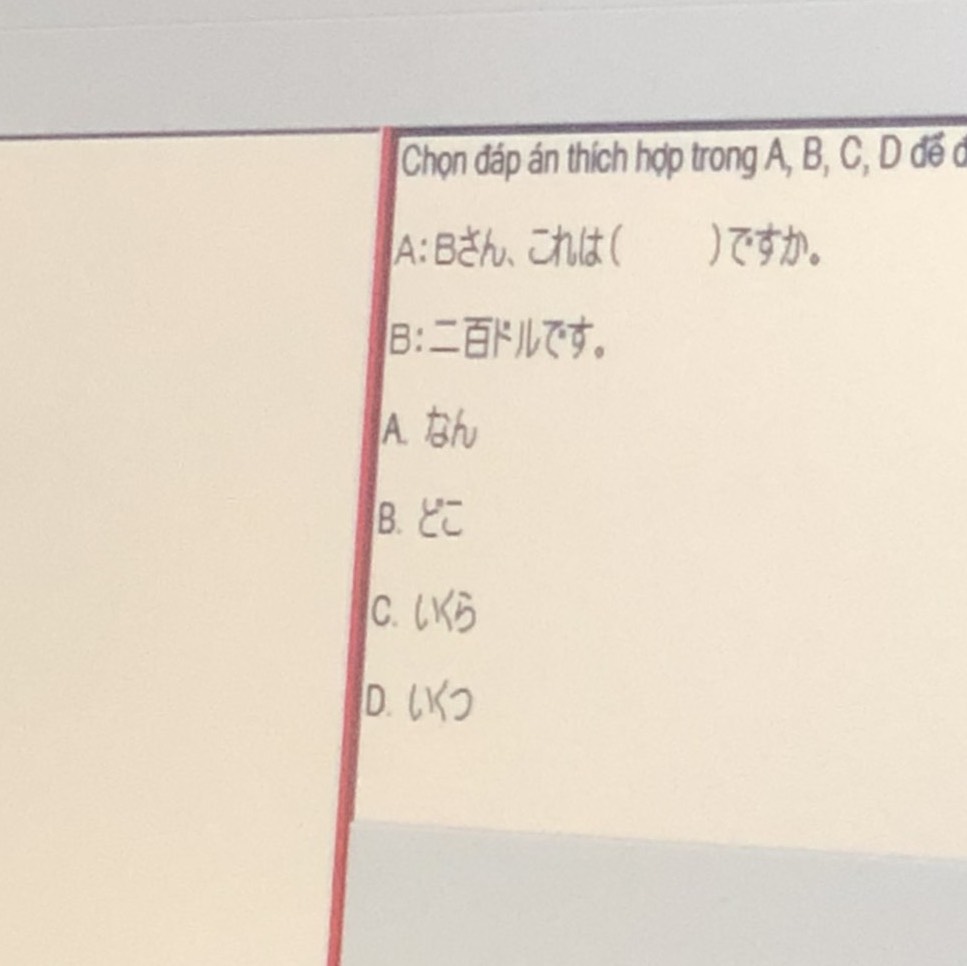 Chọn đáp án thích hợp trong A, B, C, D để
A: Bさん、これは(　　)ですか。
B: 二百ドルです。
A. なん
B. どこ
C. いくら
D. いくつ